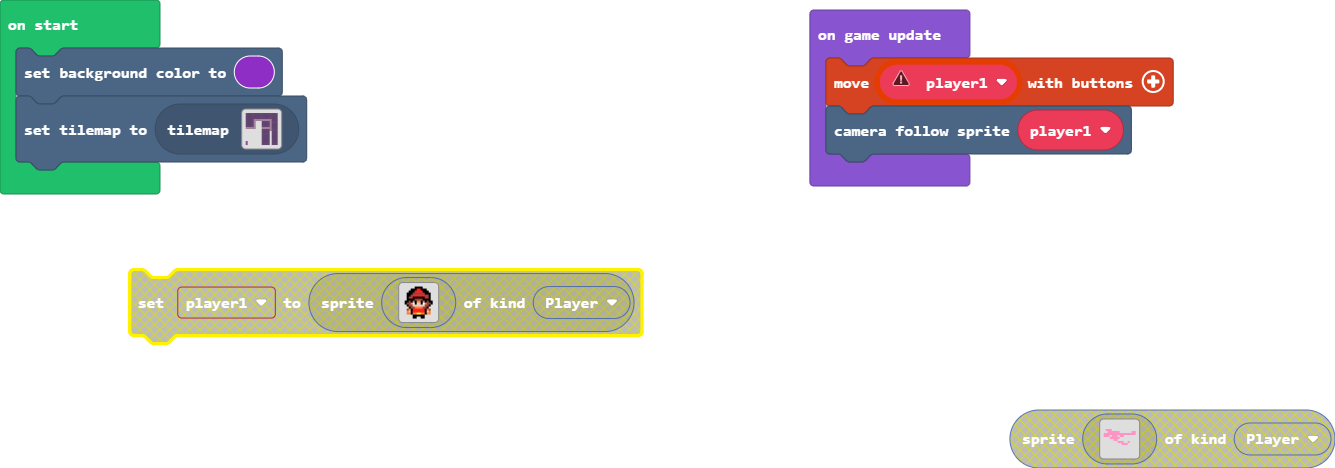 on start
set background color to
set tilemap to tilemap
on game update
move player1 with buttons
camera follow sprite player1
set player1 to sprite of kind Player
sprite of kind Player